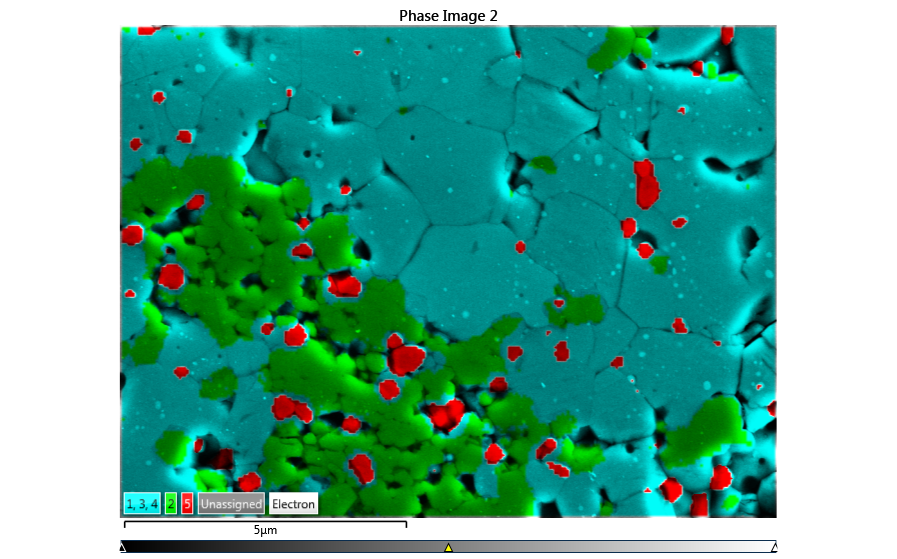 Phase Image 2
1, 3, 4 2 5 Unassigned Electron
5µm